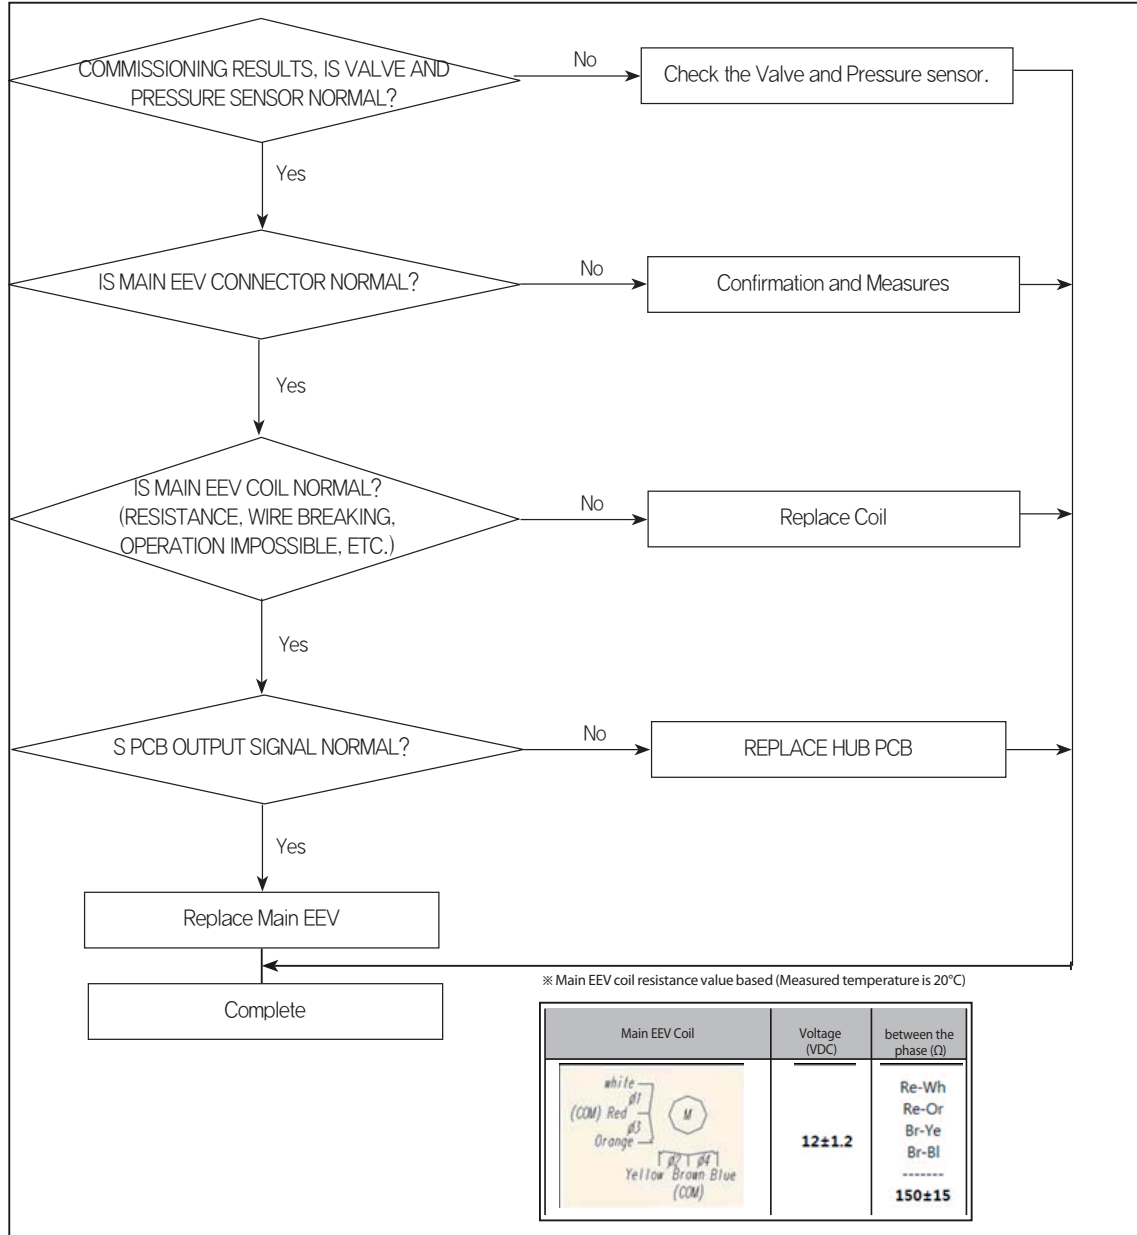 COMMISSIONING RESULTS, IS VALVE AND
PRESSURE SENSOR NORMAL?
No
Check the Valve and Pressure sensor.
Yes
IS MAIN EEV CONNECTOR NORMAL?
No
Confirmation and Measures
Yes
IS MAIN EEV COIL NORMAL?
(RESISTANCE, WIRE BREAKING,
OPERATION IMPOSSIBLE, ETC.)
No
Replace Coil
Yes
S PCB OUTPUT SIGNAL NORMAL?
No
REPLACE HUB PCB
Yes
Replace Main EEV
Complete
※ Main EEV coil resistance value based (Measured temperature is 20°C)
Main EEV Coil
Voltage
(VDC)
between the
phase (Ω)
white
ø1
(COM) Red
ø3
Orange
M
ø2 ø4
Yellow Brown Blue
(COM)
12±1.2
Re-Wh
Re-Or
Br-Ye
Br-Bl
-------
150±15